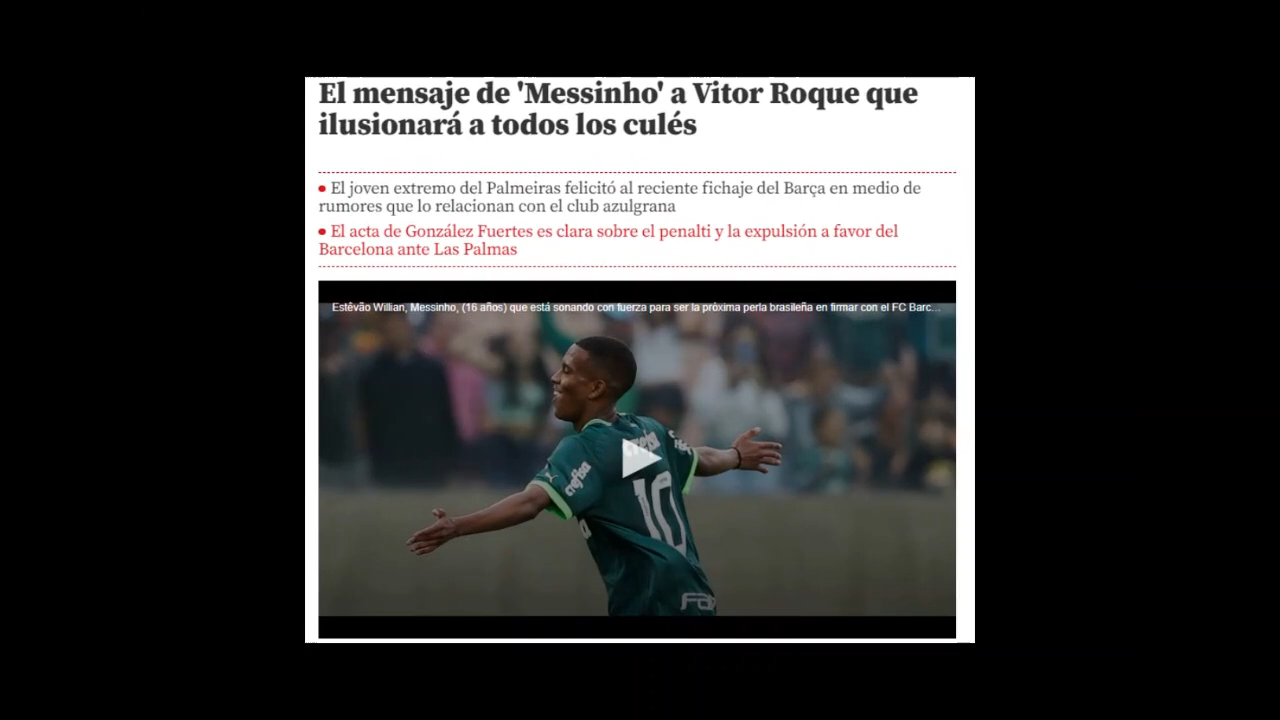 El mensaje de 'Messinho' a Vitor Roque que
ilusionará a todos los culés
• El joven extremo del Palmeiras felicitó al reciente fichaje del Barça en medio de
rumores que lo relacionan con el club azulgrana
• El acta de González Fuertes es clara sobre el penalti y la expulsión a favor del
Barcelona ante Las Palmas
Estêvão Willian, Messinho, (16 años) que está sonando con fuerza para ser la próxima perla brasileña en firmar con el FC Barc...
crefisa
crefisa
10